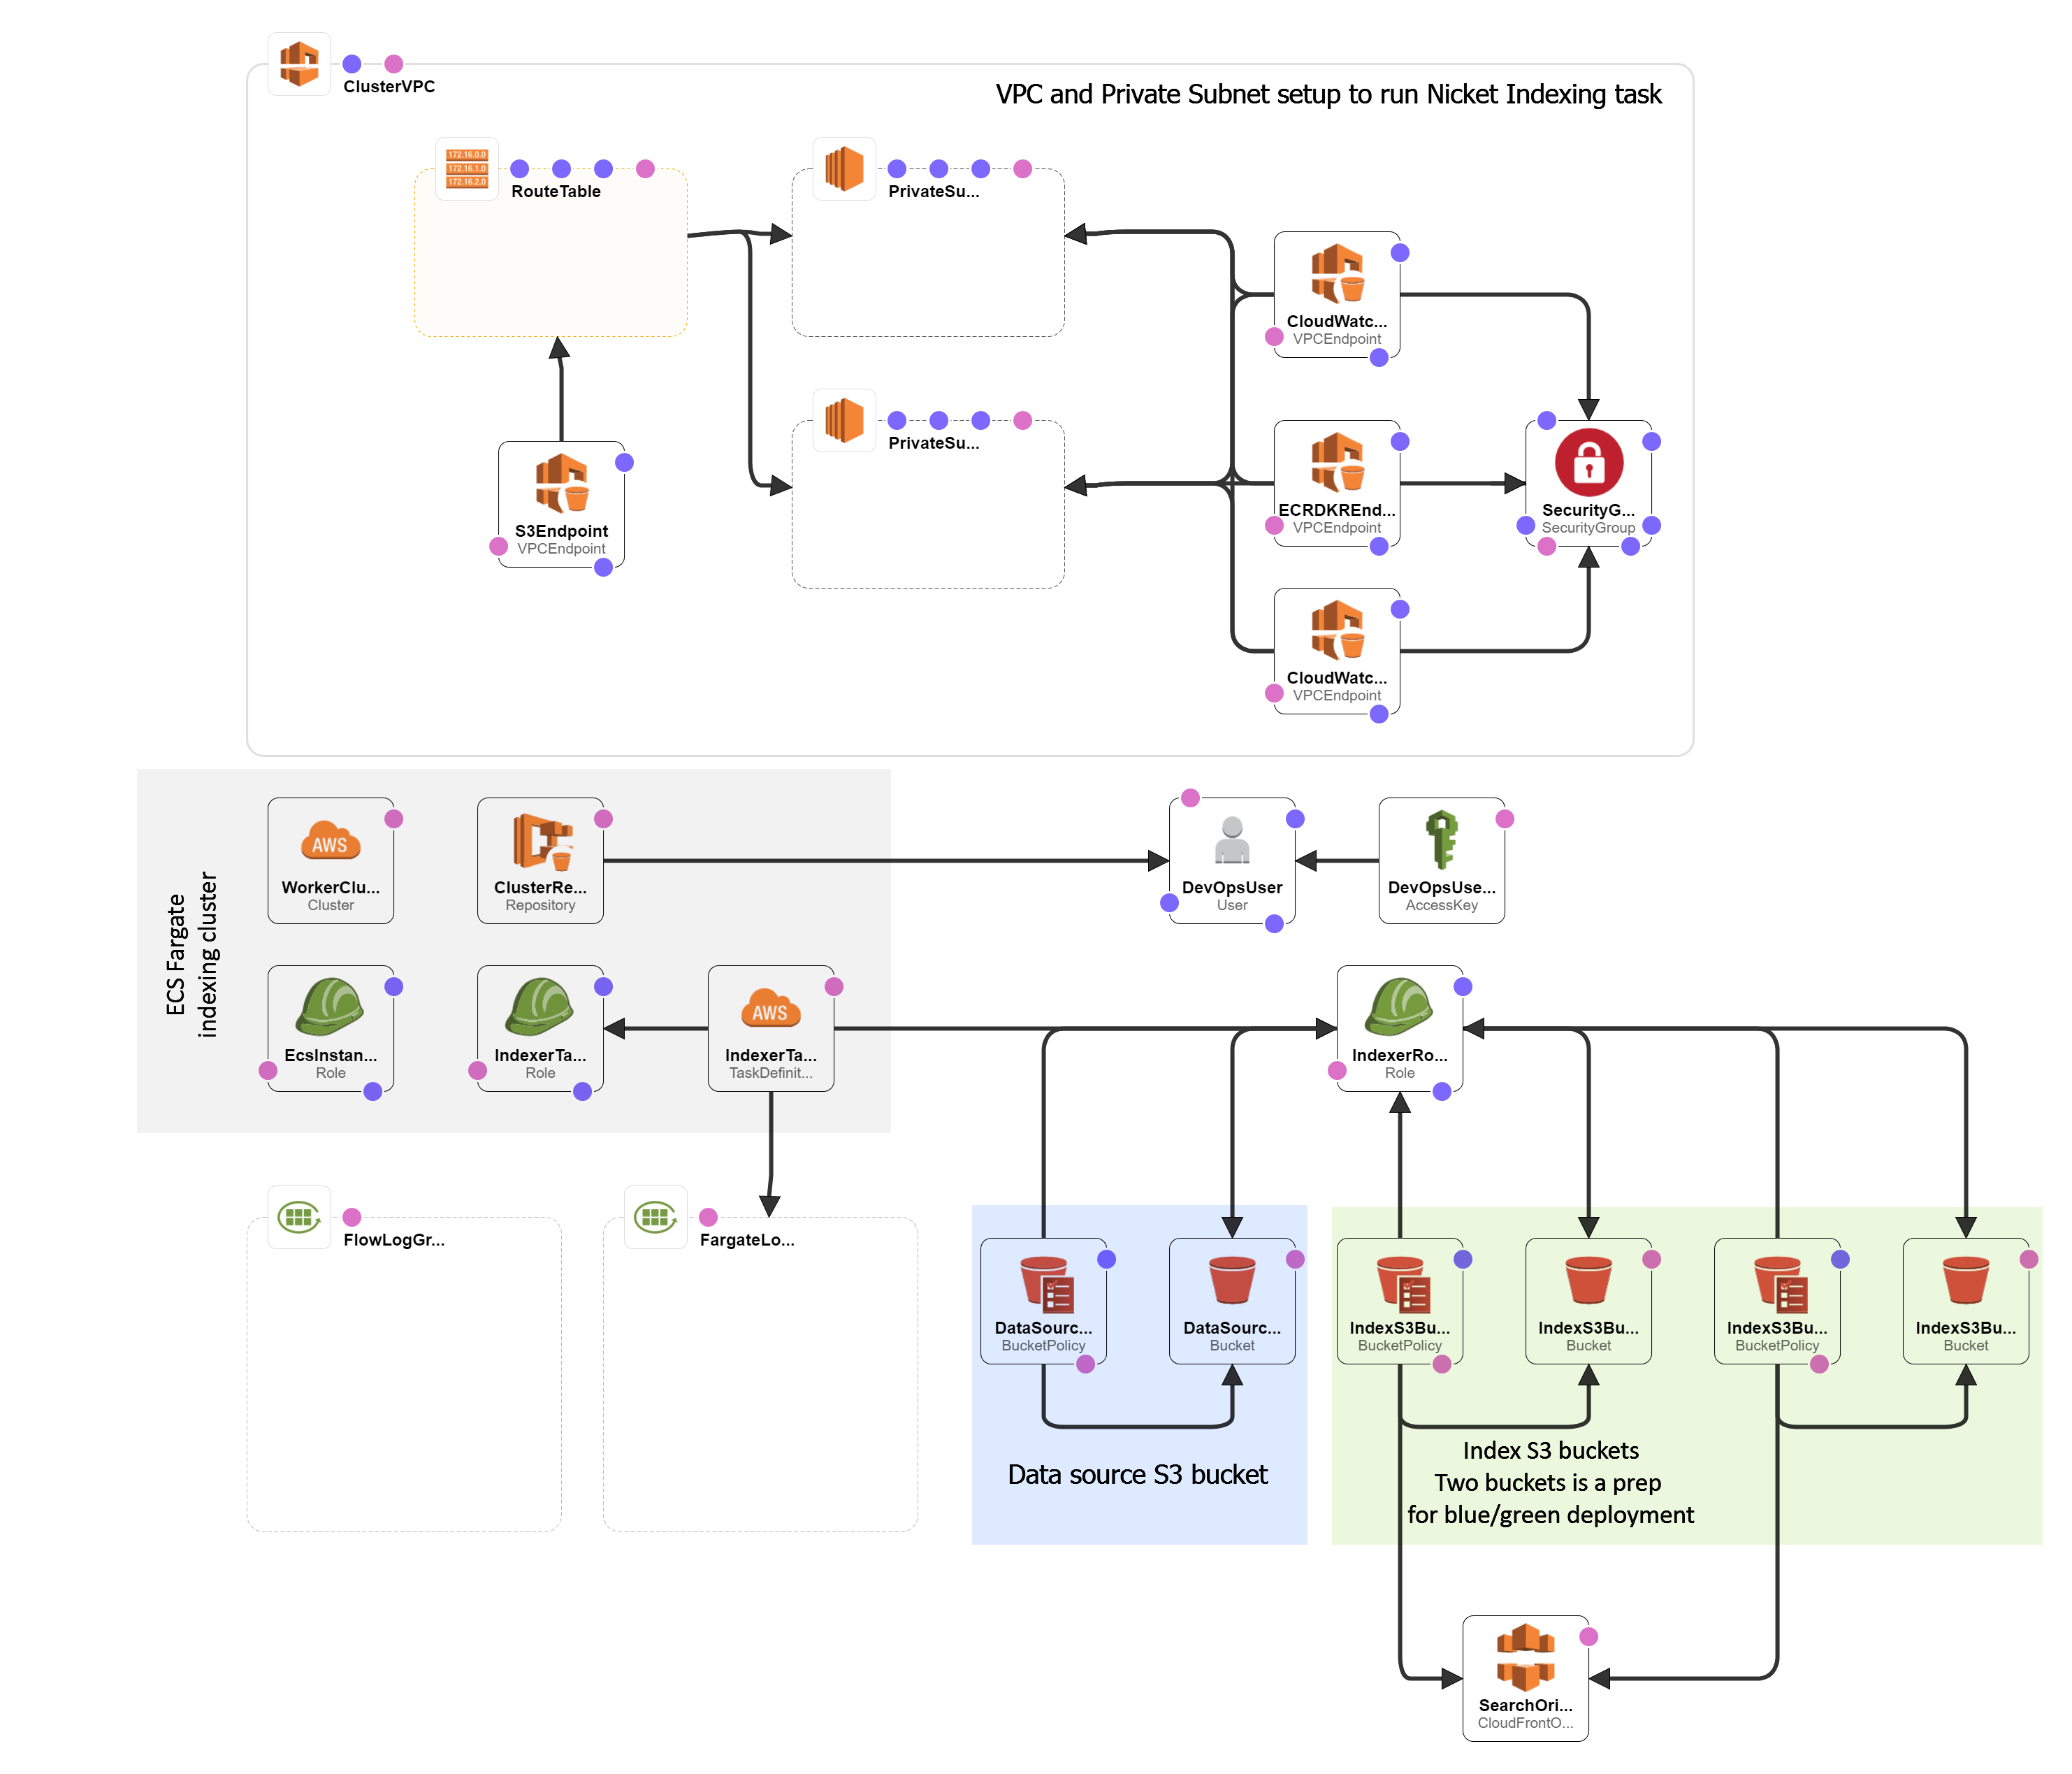 ClusterVPC
VPC and Private Subnet setup to run Nicket Indexing task
172.16.0.0
172.16.1.0
172.16.2.0
RouteTable
PrivateSu...
CloudWatc...
VPCEndpoint
PrivateSu...
S3Endpoint
VPCEndpoint
ECRDKREnd...
VPCEndpoint
SecurityG...
SecurityGroup
CloudWatc...
VPCEndpoint
ECS Fargate
indexing cluster
AWS
WorkerClu...
Cluster
ClusterRe...
Repository
DevOpsUser
User
DevOpsUse...
AccessKey
EcsInstan...
Role
IndexerTa...
Role
AWS
IndexerTa...
TaskDefinit...
IndexerRo...
Role
FlowLogGr...
FargateLo...
DataSourc...
BucketPolicy
DataSourc...
Bucket
IndexS3Bu...
BucketPolicy
IndexS3Bu...
Bucket
IndexS3Bu...
BucketPolicy
IndexS3Bu...
Bucket
Data source S3 bucket
Index S3 buckets
Two buckets is a prep
for blue/green deployment
SearchOri...
CloudFrontO...